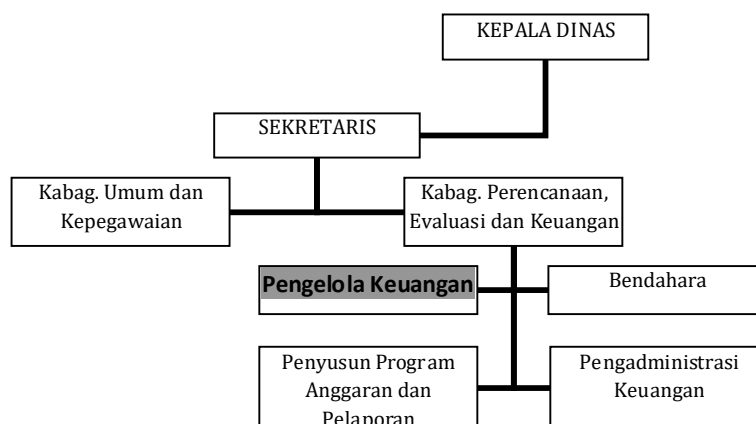 KEPALA DINAS
SEKRETARIS
Kabag. Umum dan
Kepegawaian
Kabag. Perencanaan,
Evaluasi dan Keuangan
Pengelola Keuangan
Bendahara
Penyusun Program
Anggaran dan
Pelaporan
Pengadministrasi
Keuangan